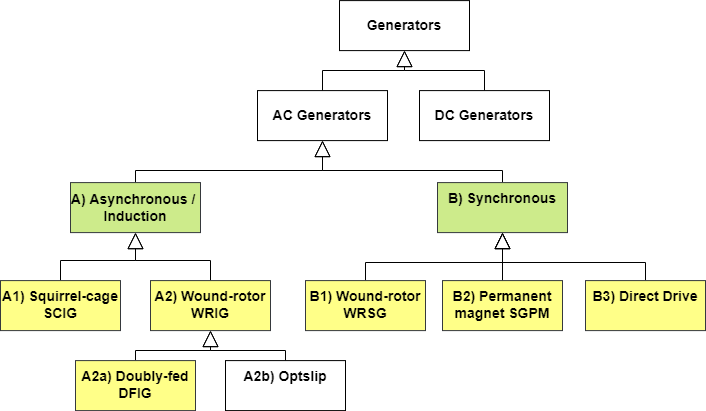 Generators
AC Generators
DC Generators
A) Asynchronous /
Induction
B) Synchronous
A1) Squirrel-cage
SCIG
A2) Wound-rotor
WRIG
B1) Wound-rotor
WRSG
B2) Permanent
magnet SGPM
B3) Direct Drive
A2a) Doubly-fed
DFIG
A2b) Optslip